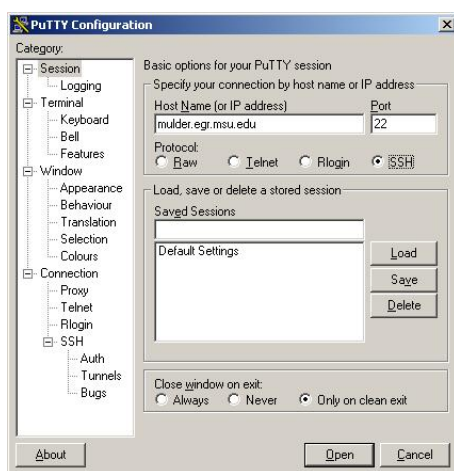 PuTTY Configuration
Category:
Session
Logging
Terminal
Keyboard
Bell
Features
Window
Appearance
Behaviour
Translation
Selection
Colours
Connection
Proxy
Telnet
Rlogin
SSH
Auth
Tunnels
Bugs
Basic options for your PuTTY session
Specify your connection by host name or IP address
Host Name (or IP address) Port
mulder.egr.msu.edu 22
Protocol:
Raw Telnet Rlogin SSH
Load, save or delete a stored session
Saved Sessions
Default Settings
Load
Save
Delete
Close window on exit:
Always Never Only on clean exit
About Open Cancel